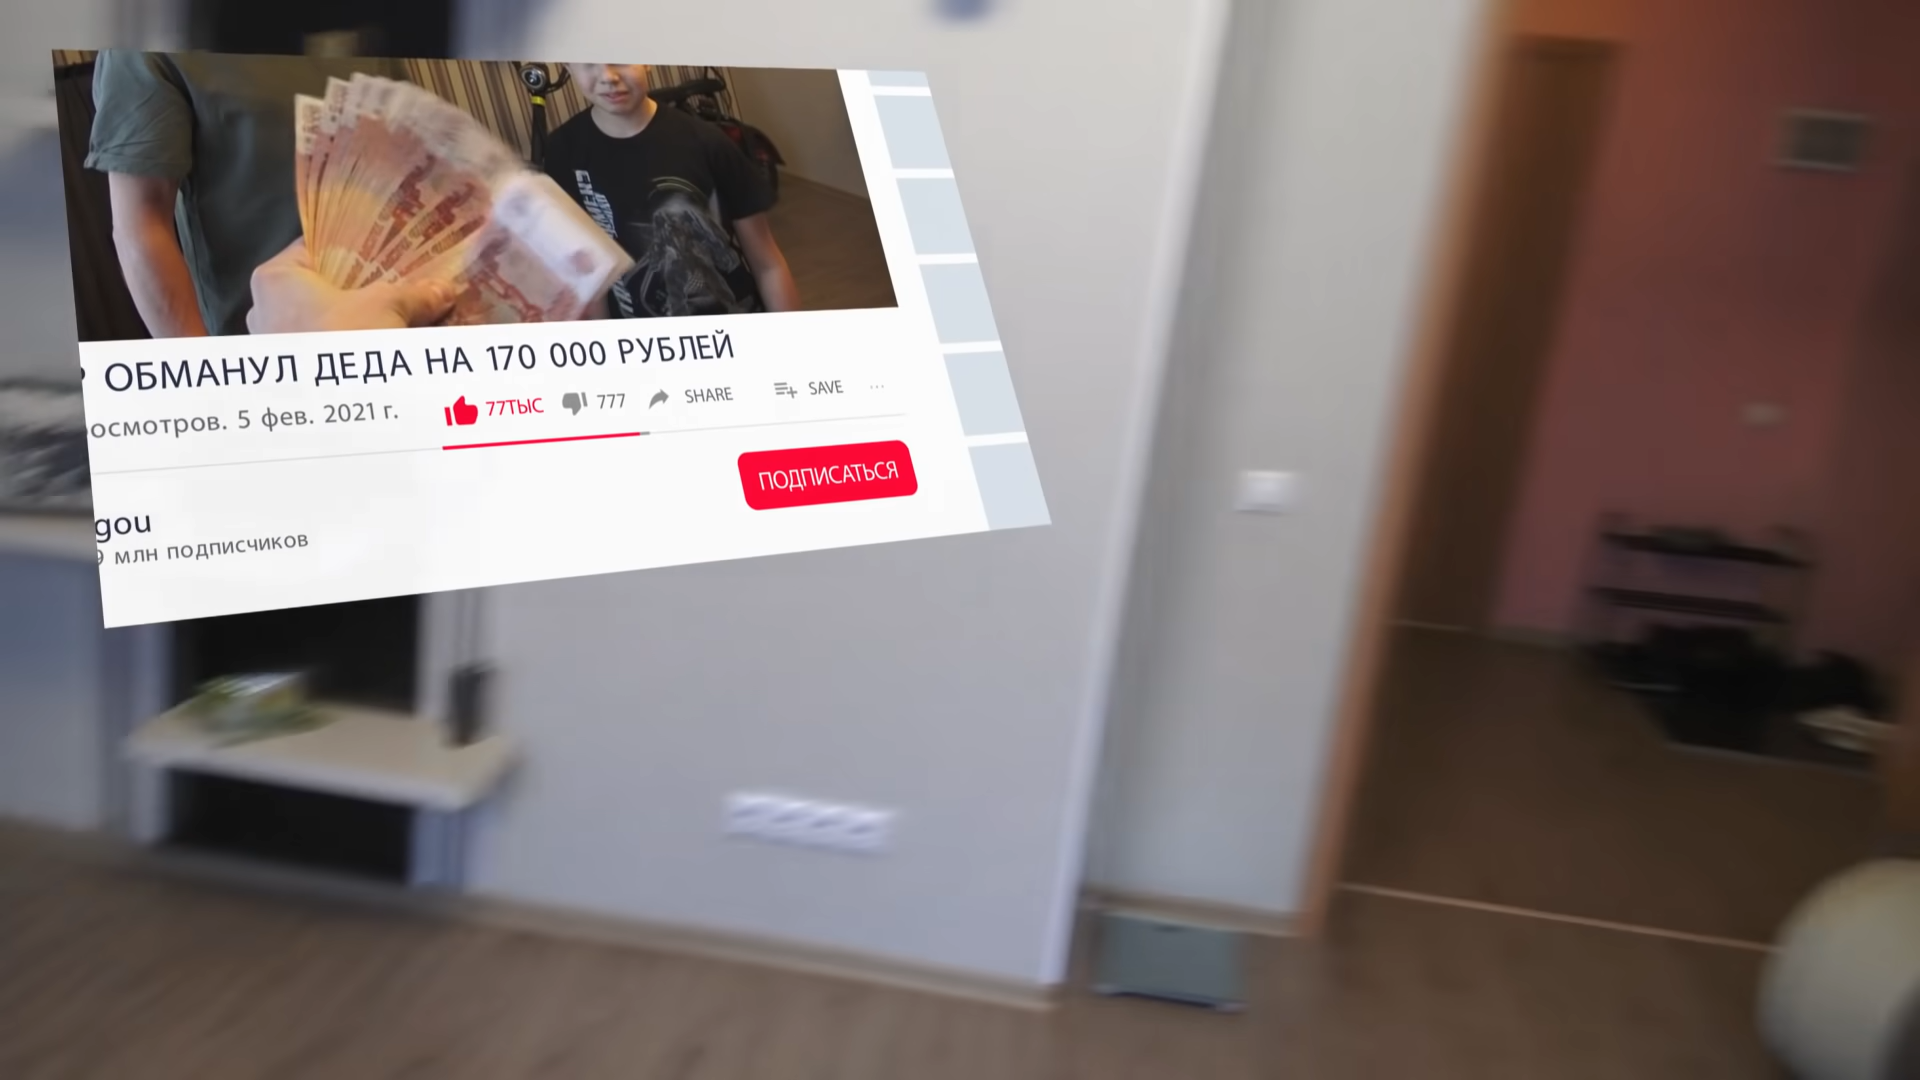 ОБМАНУЛ ДЕДА НА 170 000 РУБЛЕЙ
осмотров. 5 фев. 2021 г.
77ТЫС 777 SHARE SAVE ...
ПОДПИСАТЬСЯ
gou
млн подписчиков